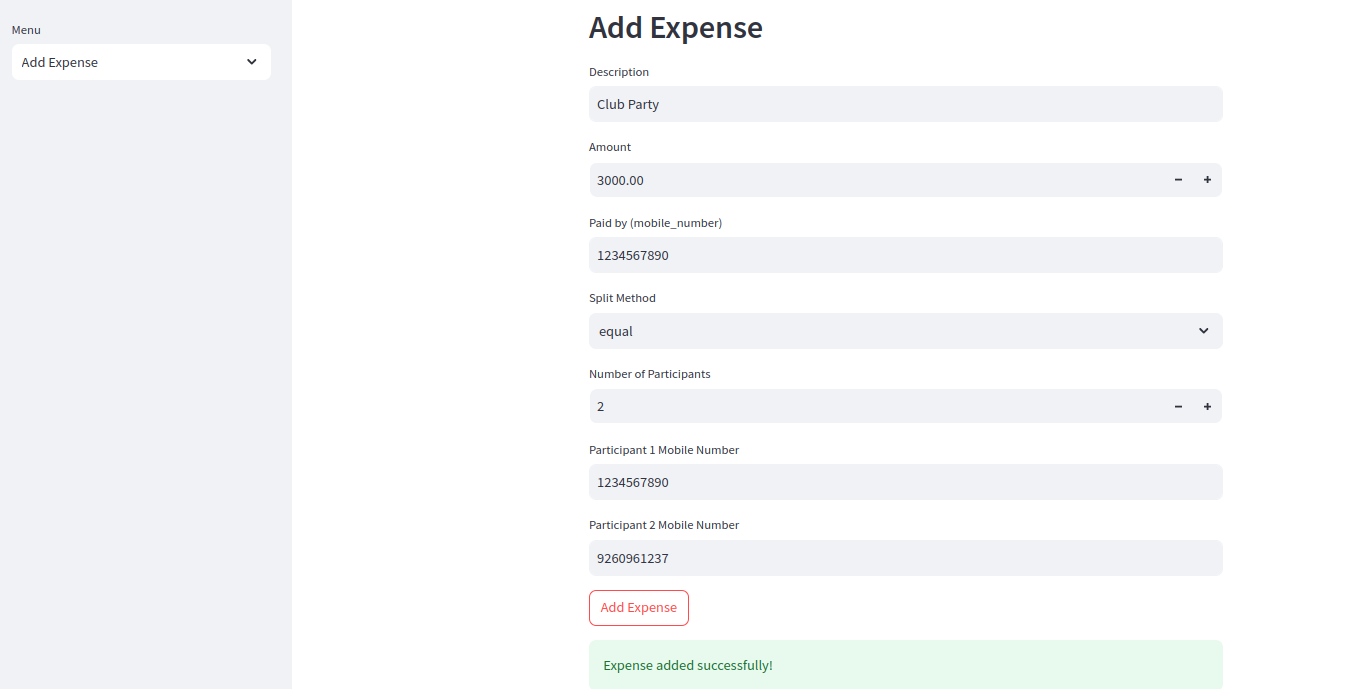 Menu
Add Expense
Add Expense
Description
Club Party
Amount
3000.00
Paid by (mobile_number)
1234567890
Split Method
equal
Number of Participants
2
Participant 1 Mobile Number
1234567890
Participant 2 Mobile Number
9260961237
Add Expense
Expense added successfully!